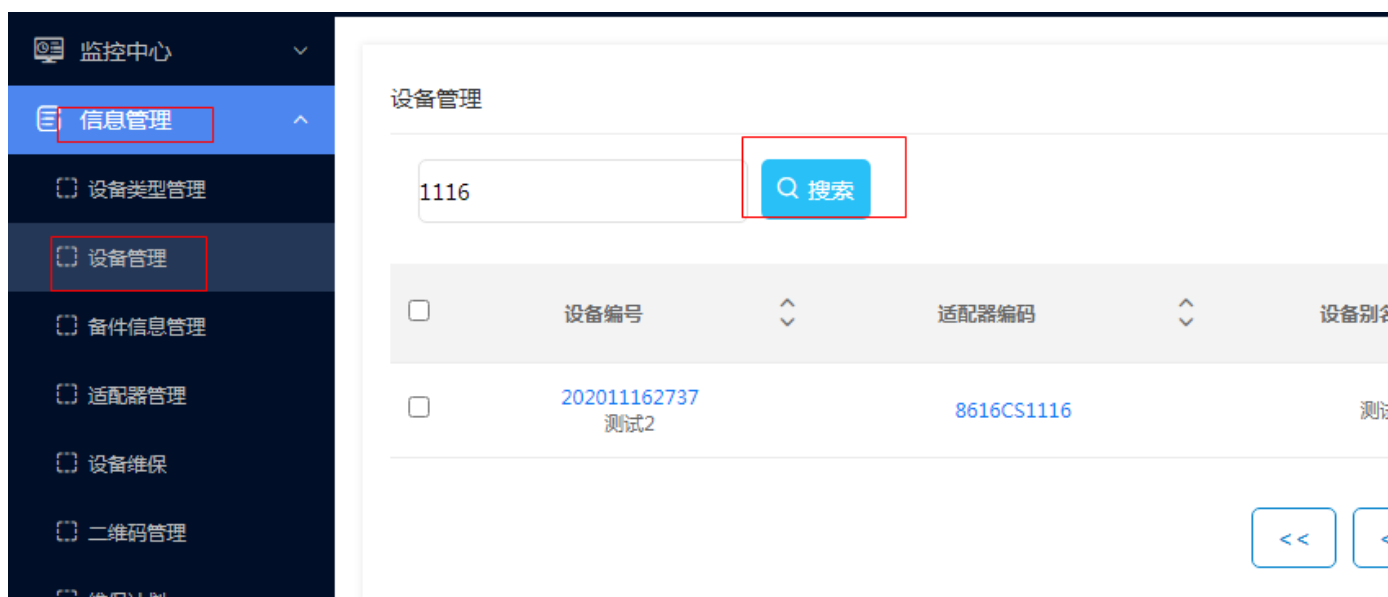 监控中心
信息管理
设备类型管理
设备管理
备件信息管理
适配器管理
设备维保
二维码管理
设备管理
1116
搜索
设备编号
适配器编码
设备别
202011162737
8616CS1116
测试2
<<
<